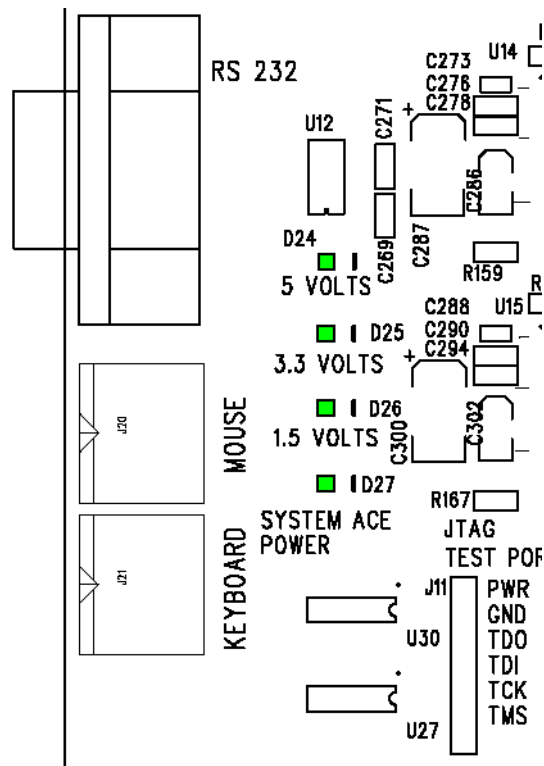 C273
U14
RS 232
C276
C278
C271
U12
+
C286
D24
C269
C287
5 VOLTS
R159
C288
U15
R
D25
C290
C294
3.3 VOLTS
+
J20
MOUSE
D26
1.5 VOLTS
C300
C302
D27
R167
SYSTEM ACE
POWER
JTAG
TEST POR
J21
KEYBOARD
J11
PWR
GND
U30
TDO
TDI
TCK
TMS
U27